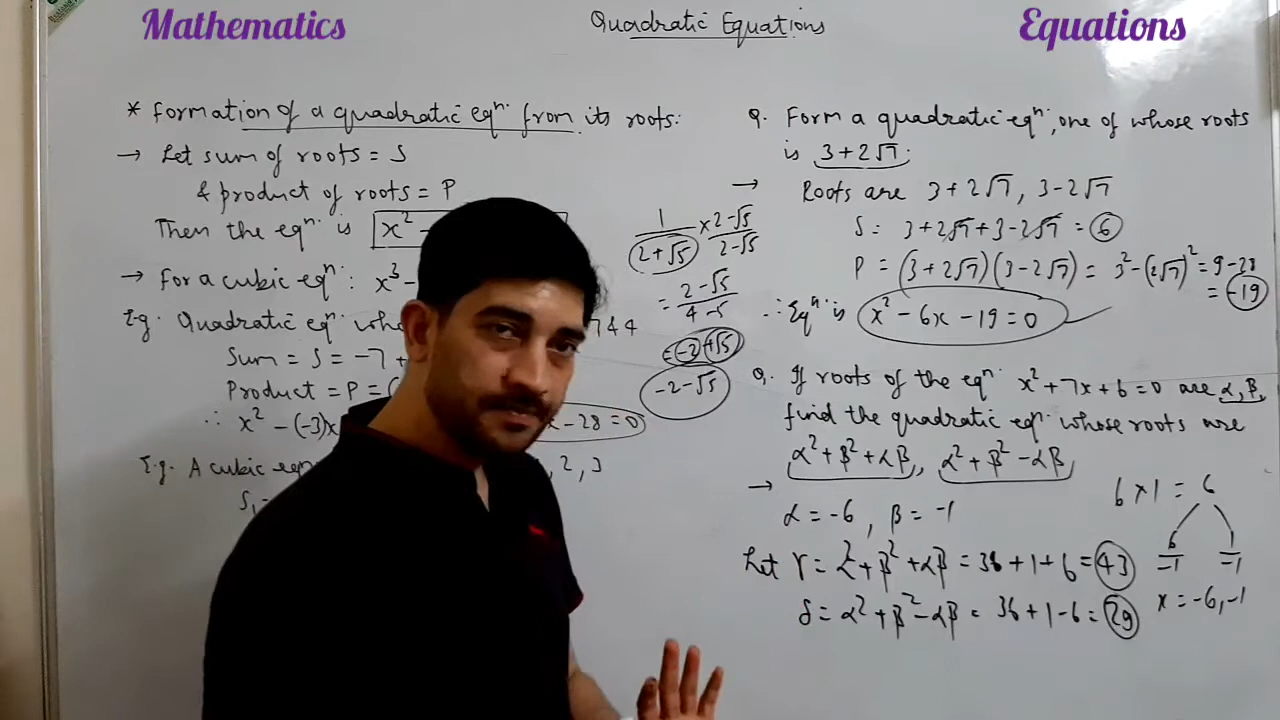 Mathematics
Quadratic Equations
Equations
* Formation of a quadratic eqⁿ. from its roots.
→ Let sum of roots = S
& product of roots = P
Then the eqⁿ. is x² -
→ For a cubic eqⁿ: x³ -
E.g. Quadratic eqⁿ 7 & 4
Sum = S = -7 +
Product = P = (
∴ x² - (-3)x x - 28 = 0
E.g. A cubic eqⁿ , 2, 3
S₁ =
1/(2+√5) × (2-√5)/(2-√5)
= (2-√5)/(4-5)
= -2+√5
-2-√5
Q. Form a quadratic eqⁿ, one of whose roots
is 3+2√7.
→ Roots are 3+2√7, 3-2√7
S = 3+2√7+3-2√7 = 6
P = (3+2√7)(3-2√7) = 3²-(2√7)² = 9-28
= -19
∴ Eqⁿ. is x² - 6x - 19 = 0
Q. If roots of the eqⁿ. x²+7x+6=0 are α, β,
find the quadratic eqⁿ. whose roots are
α²+β²+αβ, α²+β²-αβ
→ α = -6, β = -1
Let γ = α²+β²+αβ = 36+1+6 = 43
δ = α²+β²-αβ = 36+1-6 = 29
6×1 = 6
6/-1 1/-1
x = -6, -1